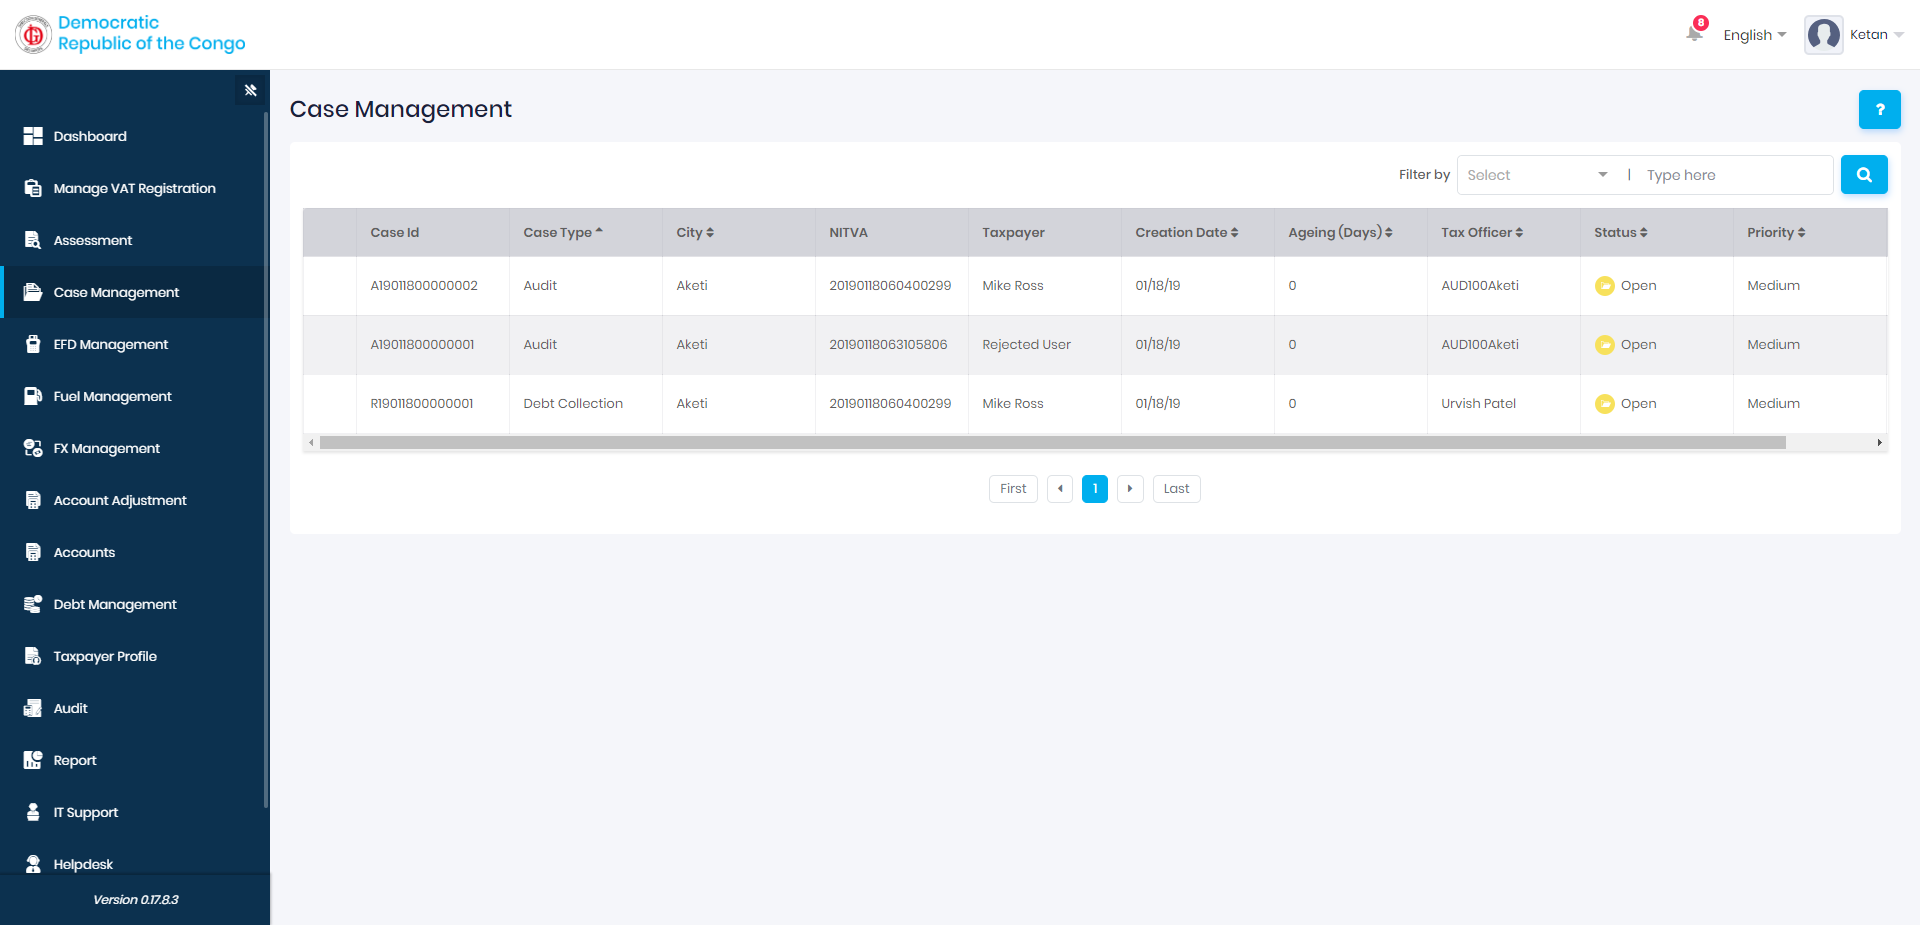 Democratic
Republic of the Congo
8
English
Ketan
Dashboard
Manage VAT Registration
Assessment
Case Management
EFD Management
Fuel Management
FX Management
Account Adjustment
Accounts
Debt Management
Taxpayer Profile
Audit
Report
IT Support
Helpdesk
Version 0.17.8.3
Case Management
?
Filter by Select | Type here
Case Id Case Type City NITVA Taxpayer Creation Date Ageing (Days) Tax Officer Status Priority
A19011800000002 Audit Aketi 20190118060400299 Mike Ross 01/18/19 0 AUD100Aketi Open Medium
A19011800000001 Audit Aketi 20190118063105806 Rejected User 01/18/19 0 AUD100Aketi Open Medium
R19011800000001 Debt Collection Aketi 20190118060400299 Mike Ross 01/18/19 0 Urvish Patel Open Medium
First 1 Last